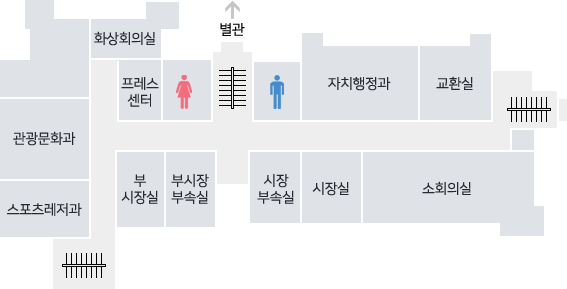 별관
화상회의실
프레스
센터
자치행정과
교환실
관광문화과
부
시장실
부시장
부속실
시장
부속실
시장실
소회의실
스포츠레저과